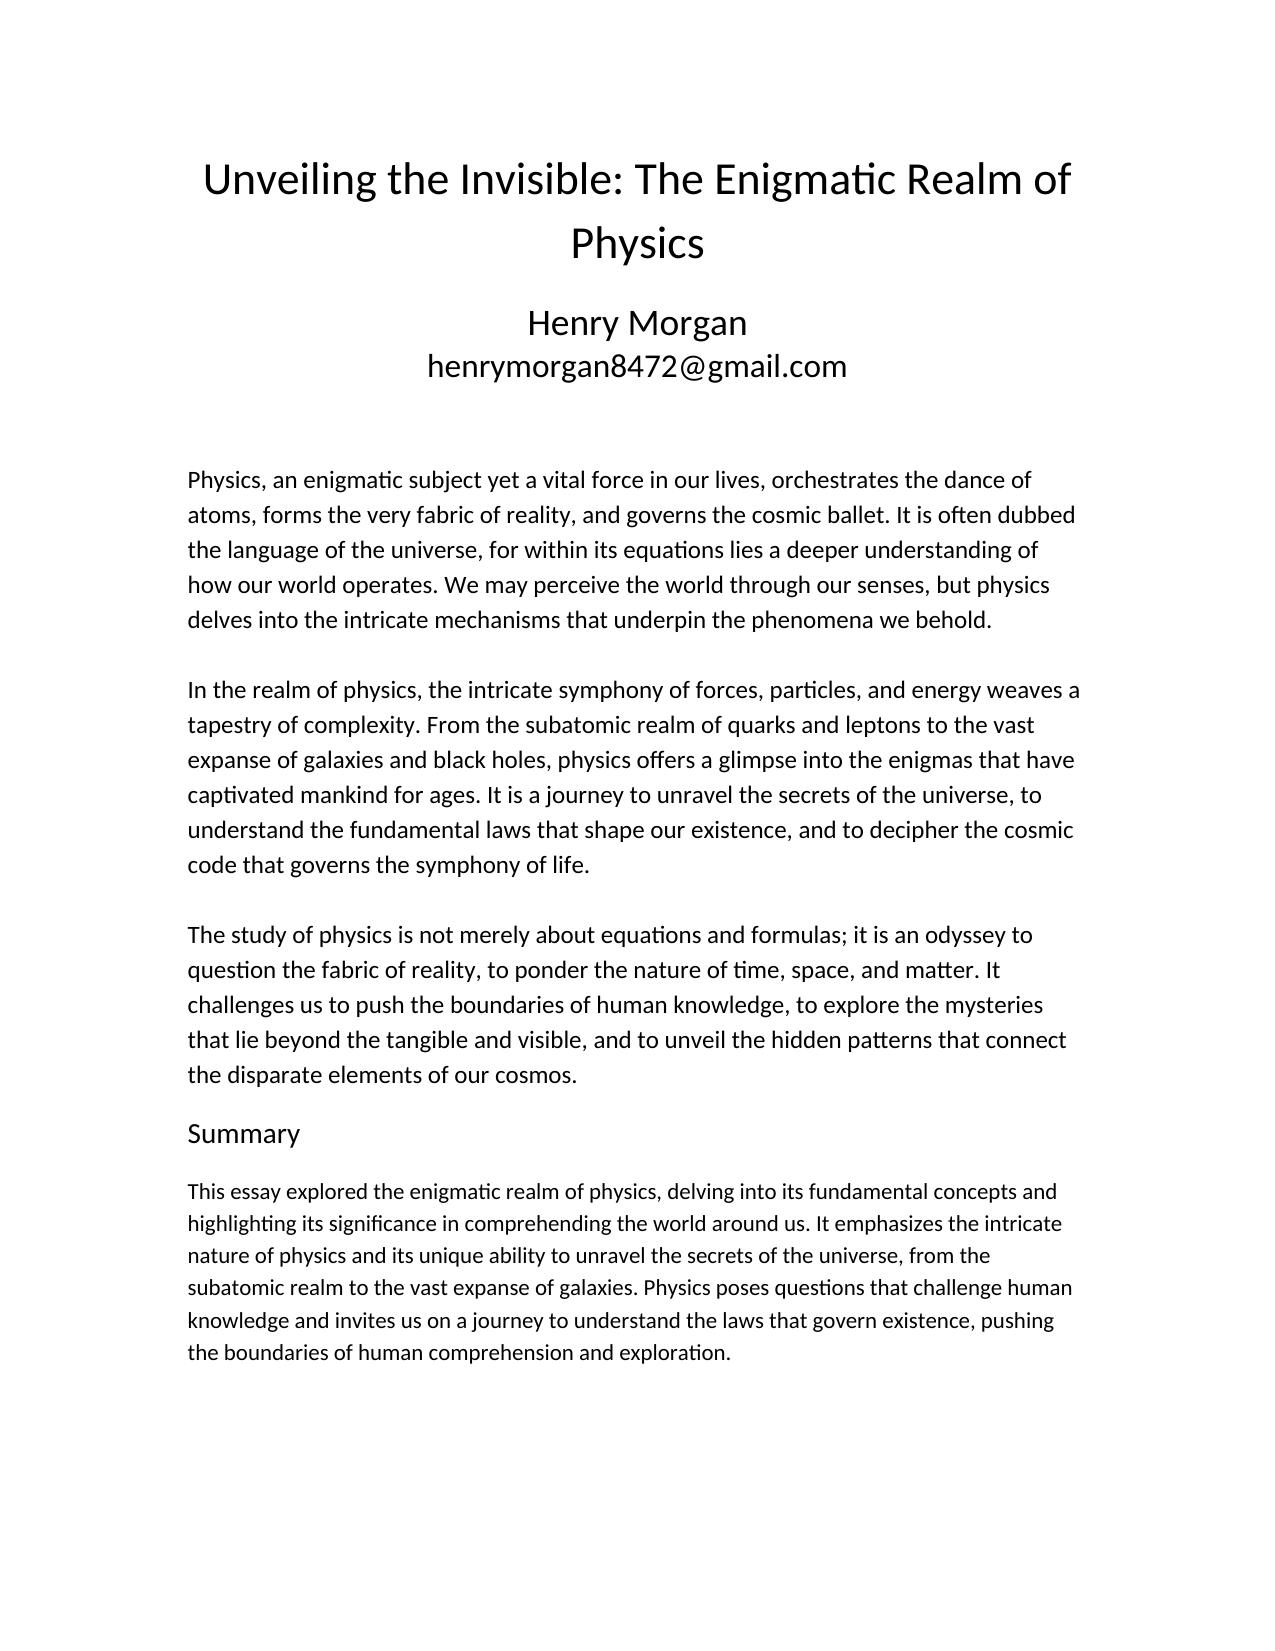 Unveiling the Invisible: The Enigmatic Realm of
Physics
Henry Morgan
henrymorgan8472@gmail.com
Physics, an enigmatic subject yet a vital force in our lives, orchestrates the dance of
atoms, forms the very fabric of reality, and governs the cosmic ballet. It is often dubbed
the language of the universe, for within its equations lies a deeper understanding of
how our world operates. We may perceive the world through our senses, but physics
delves into the intricate mechanisms that underpin the phenomena we behold.
In the realm of physics, the intricate symphony of forces, particles, and energy weaves a
tapestry of complexity. From the subatomic realm of quarks and leptons to the vast
expanse of galaxies and black holes, physics offers a glimpse into the enigmas that have
captivated mankind for ages. It is a journey to unravel the secrets of the universe, to
understand the fundamental laws that shape our existence, and to decipher the cosmic
code that governs the symphony of life.
The study of physics is not merely about equations and formulas; it is an odyssey to
question the fabric of reality, to ponder the nature of time, space, and matter. It
challenges us to push the boundaries of human knowledge, to explore the mysteries
that lie beyond the tangible and visible, and to unveil the hidden patterns that connect
the disparate elements of our cosmos.
Summary
This essay explored the enigmatic realm of physics, delving into its fundamental concepts and
highlighting its significance in comprehending the world around us. It emphasizes the intricate
nature of physics and its unique ability to unravel the secrets of the universe, from the
subatomic realm to the vast expanse of galaxies. Physics poses questions that challenge human
knowledge and invites us on a journey to understand the laws that govern existence, pushing
the boundaries of human comprehension and exploration.